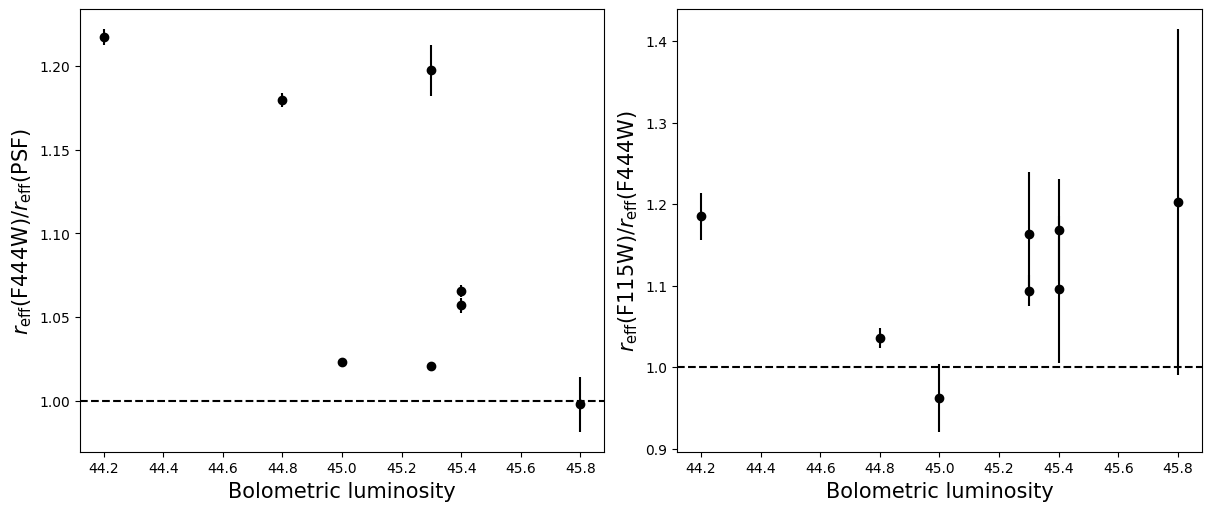 r_eff(F444W)/r_eff(PSF)
1.20
1.15
1.10
1.05
1.00
44.2 44.4 44.6 44.8 45.0 45.2 45.4 45.6 45.8
Bolometric luminosity
r_eff(F115W)/r_eff(F444W)
1.4
1.3
1.2
1.1
1.0
0.9
44.2 44.4 44.6 44.8 45.0 45.2 45.4 45.6 45.8
Bolometric luminosity